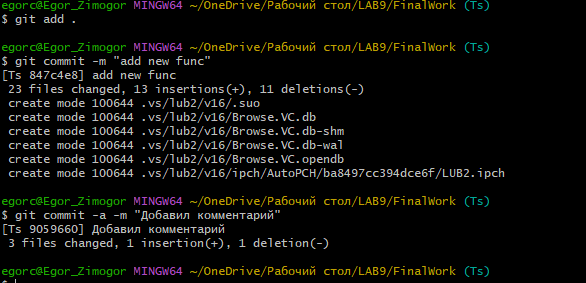 egorc@Egor_Zimogor MINGW64 ~/OneDrive/Рабочий стол/LAB9/FinalWork (Ts)
$ git add .
egorc@Egor_Zimogor MINGW64 ~/OneDrive/Рабочий стол/LAB9/FinalWork (Ts)
$ git commit -m "add new func"
[Ts 847c4e8] add new func
 23 files changed, 13 insertions(+), 11 deletions(-)
 create mode 100644 .vs/lub2/v16/.suo
 create mode 100644 .vs/lub2/v16/Browse.VC.db
 create mode 100644 .vs/lub2/v16/Browse.VC.db-shm
 create mode 100644 .vs/lub2/v16/Browse.VC.db-wal
 create mode 100644 .vs/lub2/v16/Browse.VC.opendb
 create mode 100644 .vs/lub2/v16/ipch/AutoPCH/ba8497cc394dce6f/LUB2.ipch
egorc@Egor_Zimogor MINGW64 ~/OneDrive/Рабочий стол/LAB9/FinalWork (Ts)
$ git commit -a -m "Добавил комментарий"
[Ts 9059660] Добавил комментарий
 3 files changed, 1 insertion(+), 1 deletion(-)
egorc@Egor_Zimogor MINGW64 ~/OneDrive/Рабочий стол/LAB9/FinalWork (Ts)
$